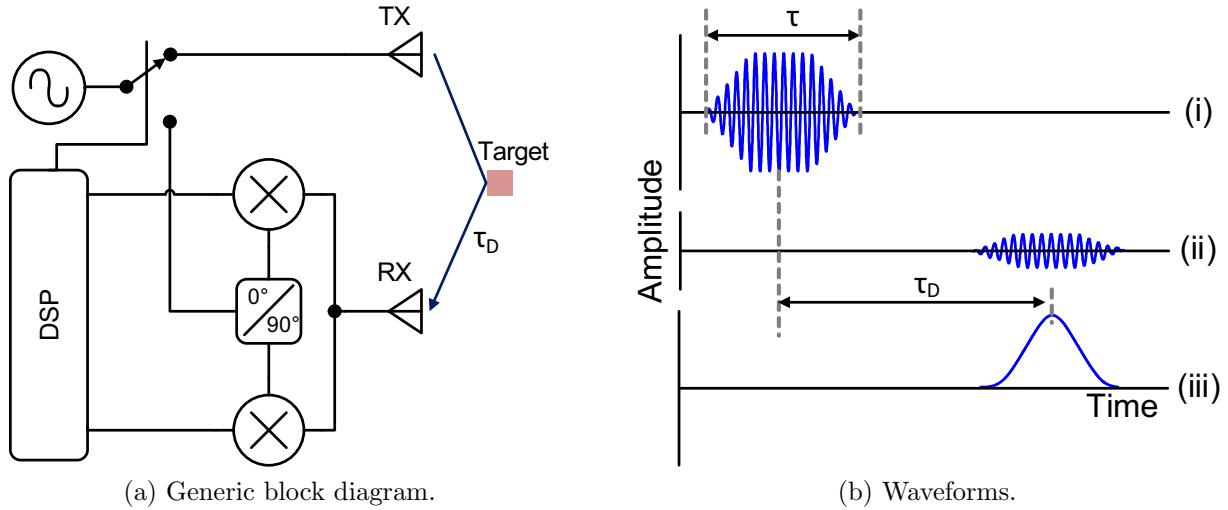 TX
Target
τD
RX
DSP
0°
90°
(a) Generic block diagram.
τ
(i)
Amplitude
(ii)
τD
Time
(iii)
(b) Waveforms.